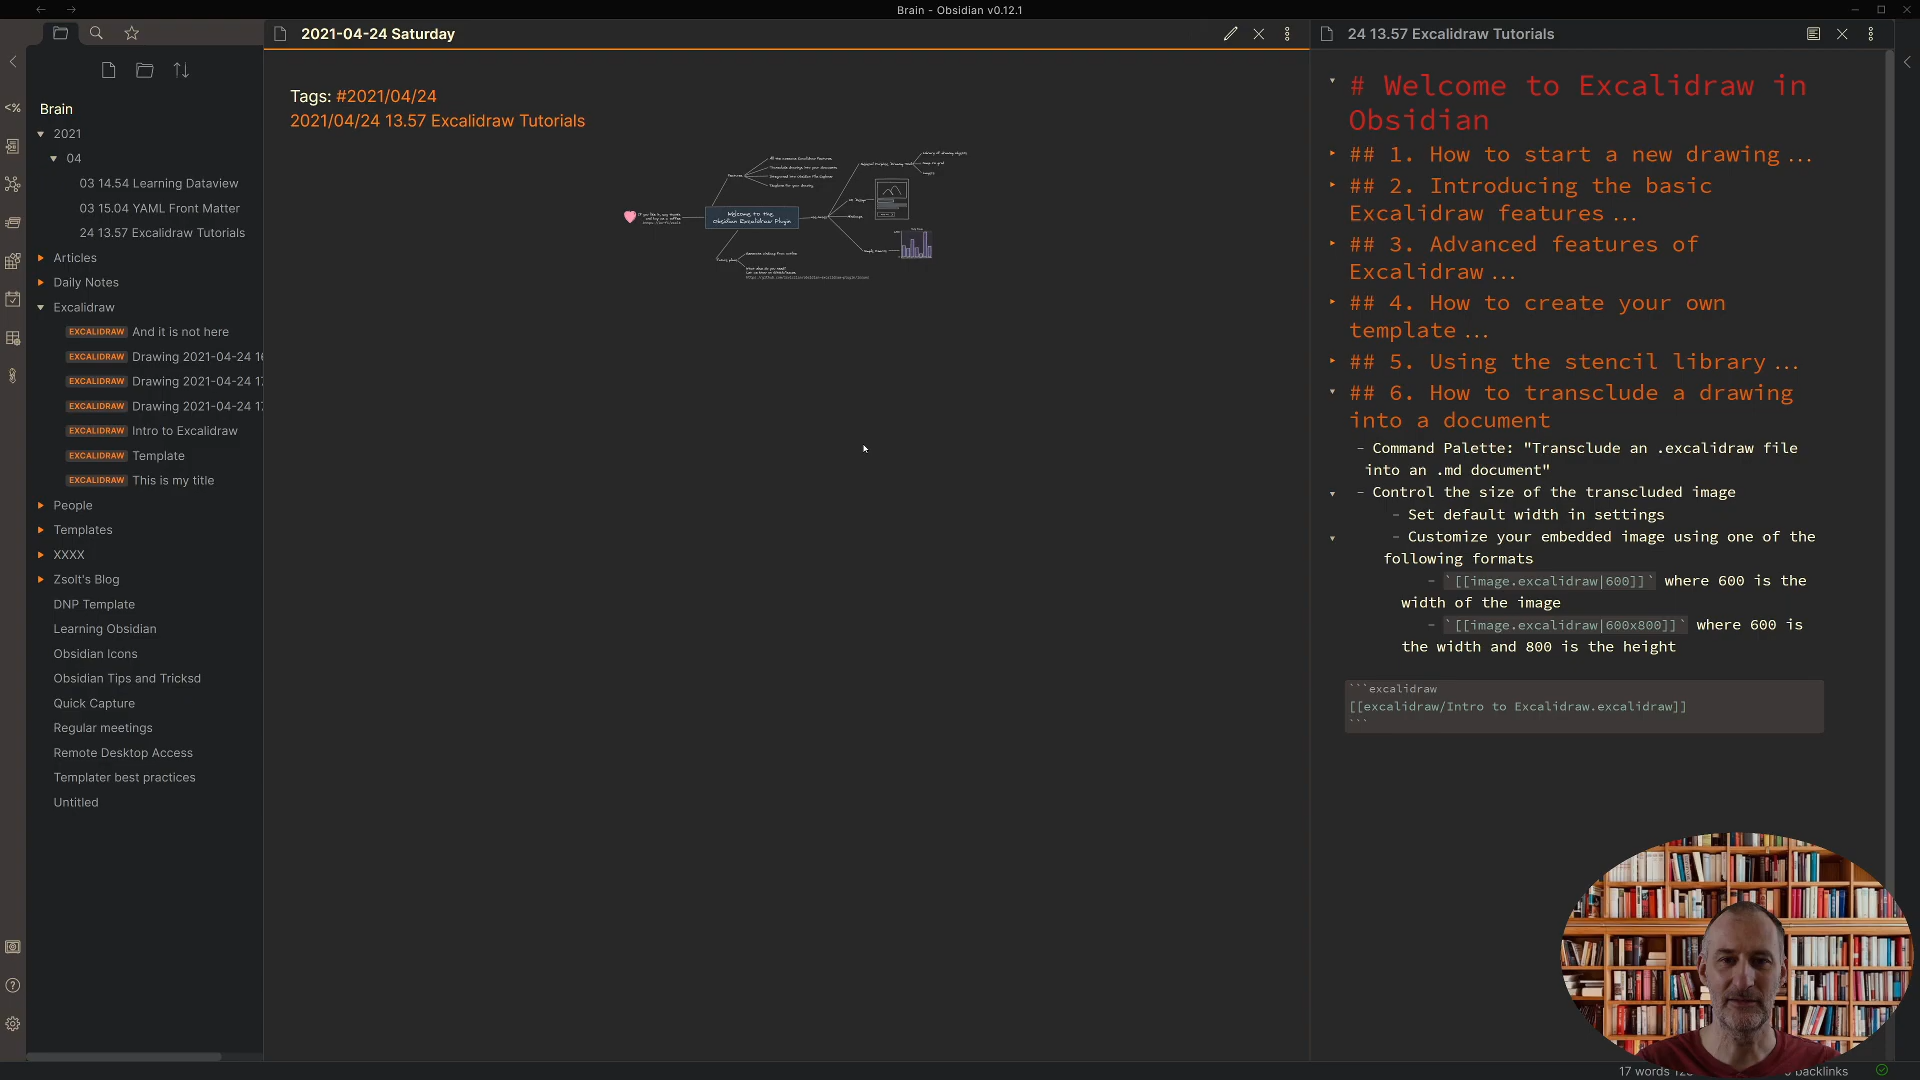 Brain - Obsidian v0.12.1
2021-04-24 Saturday
24 13.57 Excalidraw Tutorials
Brain
2021
04
03 14.54 Learning Dataview
03 15.04 YAML Front Matter
24 13.57 Excalidraw Tutorials
Articles
Daily Notes
Excalidraw
EXCALIDRAW And it is not here
EXCALIDRAW Drawing 2021-04-24 1
EXCALIDRAW Drawing 2021-04-24 1
EXCALIDRAW Drawing 2021-04-24 1
EXCALIDRAW Intro to Excalidraw
EXCALIDRAW Template
EXCALIDRAW This is my title
People
Templates
XXXX
Zsolt's Blog
DNP Template
Learning Obsidian
Obsidian Icons
Obsidian Tips and Tricksd
Quick Capture
Regular meetings
Remote Desktop Access
Templater best practices
Untitled
Tags: #2021/04/24
2021/04/24 13.57 Excalidraw Tutorials
Welcome to the
Obsidian Excalidraw Plugin
Features
# Welcome to Excalidraw in
Obsidian
## 1. How to start a new drawing...
## 2. Introducing the basic
Excalidraw features...
## 3. Advanced features of
Excalidraw...
## 4. How to create your own
template...
## 5. Using the stencil library...
## 6. How to transclude a drawing
into a document
- Command Palette: "Transclude an .excalidraw file
into an .md document"
- Control the size of the transcluded image
- Set default width in settings
- Customize your embedded image using one of the
following formats
- `[[image.excalidraw|600]]` where 600 is the
width of the image
- `[[image.excalidraw|600x800]]` where 600 is
the width and 800 is the height
```excalidraw
[[excalidraw/Intro to Excalidraw.excalidraw]]
```
17 words
backlinks